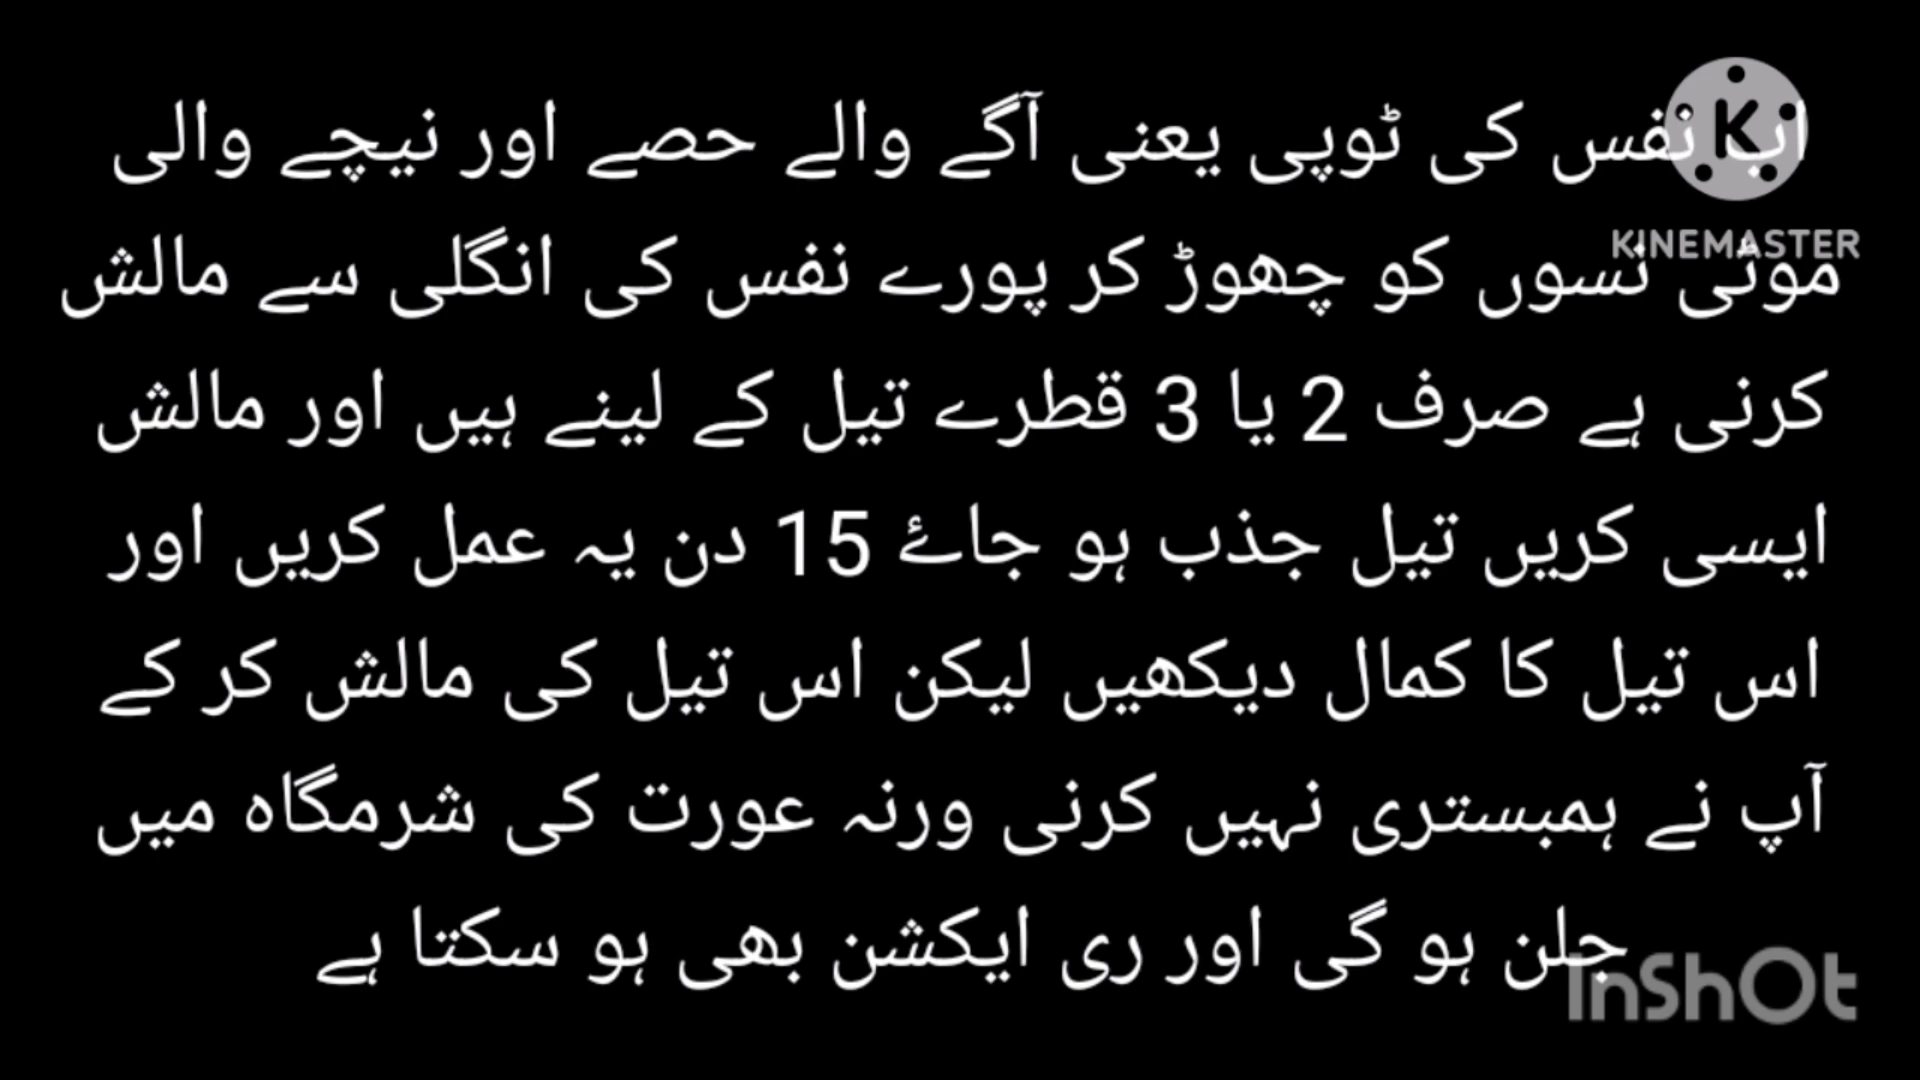 اب نفس کی ٹوپی یعنی آگے والے حصے اور نیچے والی
موٹی نسوں کو چھوڑ کر پورے نفس کی انگلی سے مالش
کرنی ہے صرف 2 یا 3 قطرے تیل کے لینے ہیں اور مالش
ایسی کریں تیل جذب ہو جاۓ 15 دن یہ عمل کریں اور
اس تیل کا کمال دیکھیں لیکن اس تیل کی مالش کر کے
آپ نے ہمبستری نہیں کرنی ورنہ عورت کی شرمگاہ میں
جلن ہو گی اور ری ایکشن بھی ہو سکتا ہے
K
KINEMASTER
InShOt